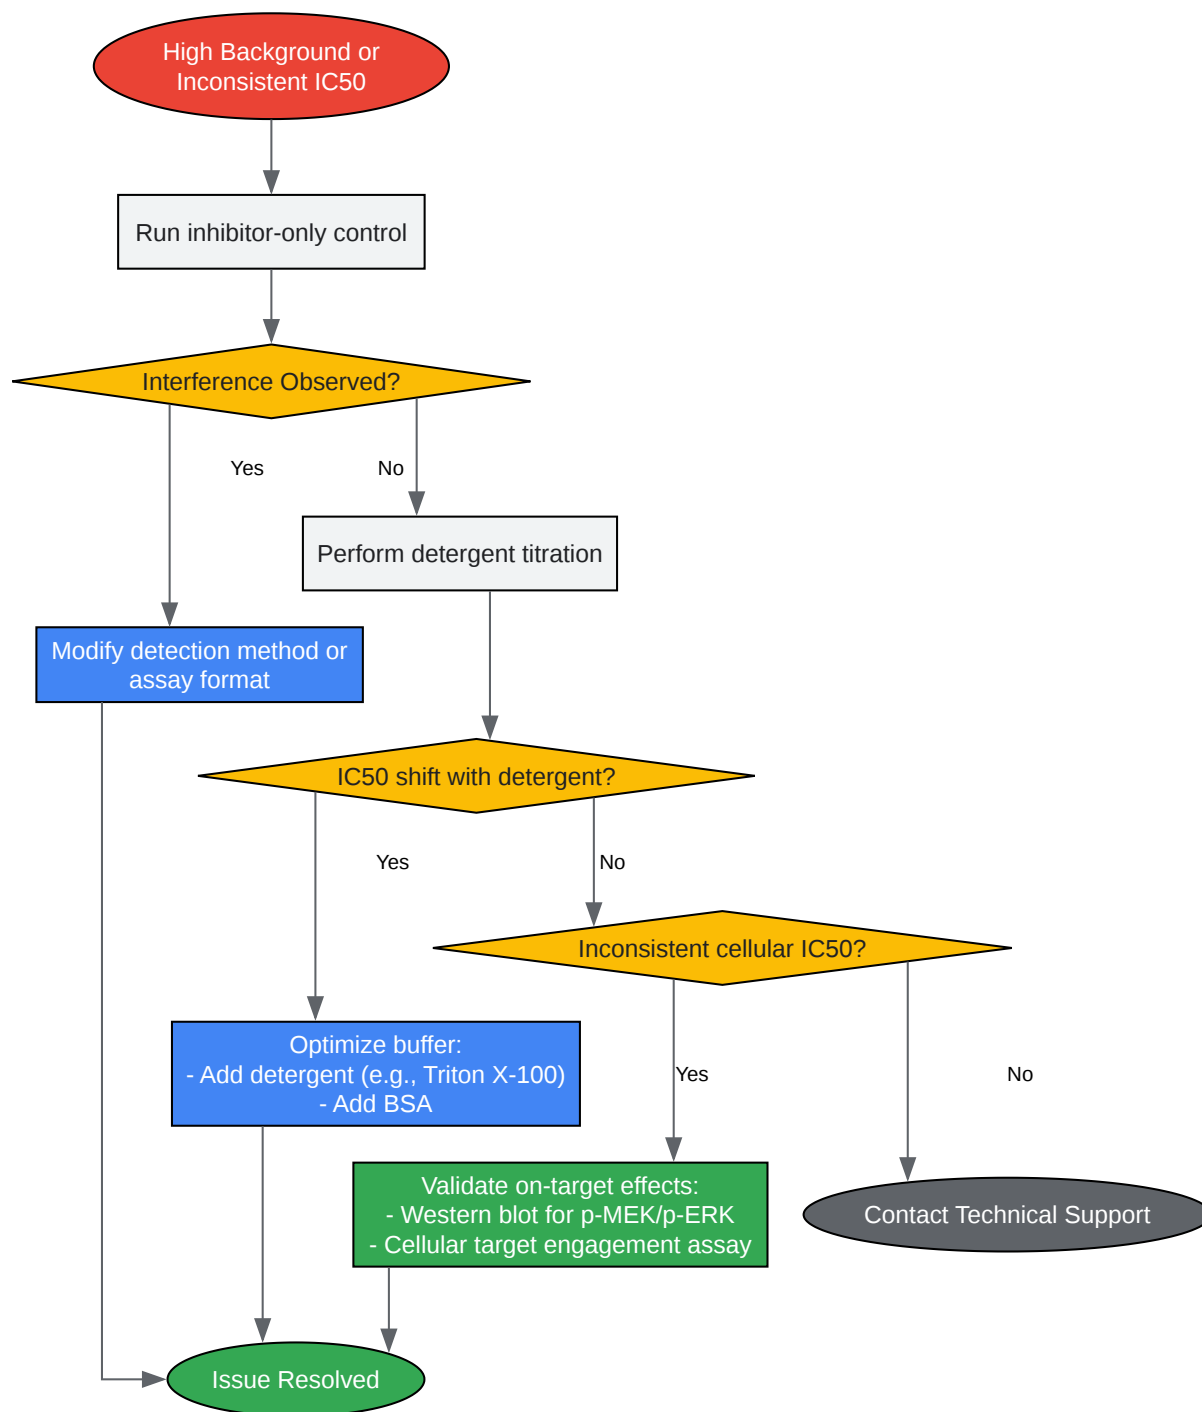 High Background or
Inconsistent IC50
Run inhibitor-only control
Interference Observed?
Yes
No
Perform detergent titration
Modify detection method or
assay format
IC50 shift with detergent?
Yes
No
Inconsistent cellular IC50?
Optimize buffer:
- Add detergent (e.g., Triton X-100)
- Add BSA
Yes
No
Validate on-target effects:
- Western blot for p-MEK/p-ERK
- Cellular target engagement assay
Contact Technical Support
Issue Resolved